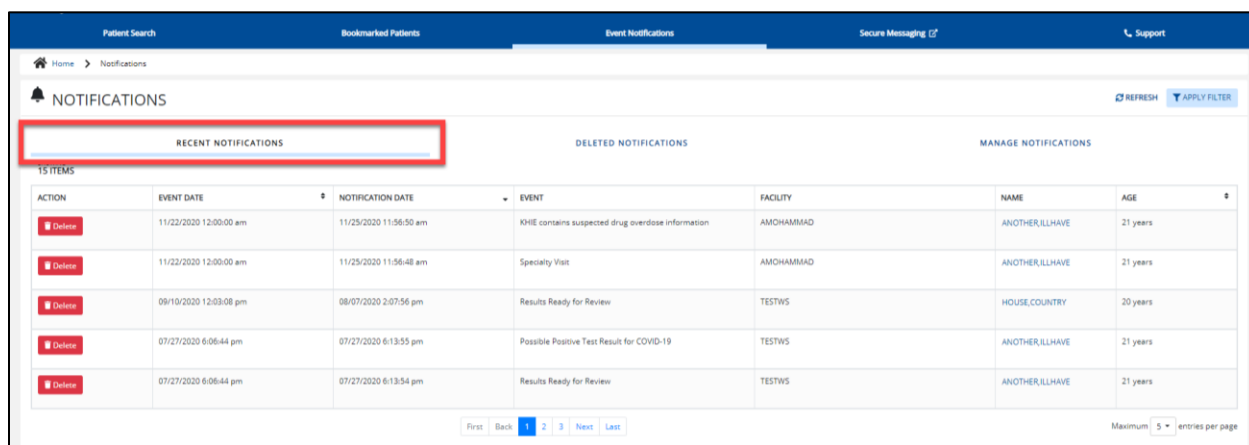 Patient Search Bookmarked Patients Event Notifications Secure Messaging Support
Home > Notifications
NOTIFICATIONS REFRESH APPLY FILTER
RECENT NOTIFICATIONS DELETED NOTIFICATIONS MANAGE NOTIFICATIONS
15 ITEMS
ACTION EVENT DATE NOTIFICATION DATE EVENT FACILITY NAME AGE
Delete 11/22/2020 12:00:00 am 11/25/2020 11:56:50 am KHIE contains suspected drug overdose information AMOHAMMAD ANOTHER,ILLHAVE 21 years
Delete 11/22/2020 12:00:00 am 11/25/2020 11:56:48 am Specialty Visit AMOHAMMAD ANOTHER,ILLHAVE 21 years
Delete 09/10/2020 12:03:08 pm 08/07/2020 2:07:56 pm Results Ready for Review TESTWS HOUSE,COUNTRY 20 years
Delete 07/27/2020 6:06:44 pm 07/27/2020 6:13:55 pm Possible Positive Test Result for COVID-19 TESTWS ANOTHER,ILLHAVE 21 years
Delete 07/27/2020 6:06:44 pm 07/27/2020 6:13:54 pm Results Ready for Review TESTWS ANOTHER,ILLHAVE 21 years
First Back 1 2 3 Next Last Maximum 5 entries per page